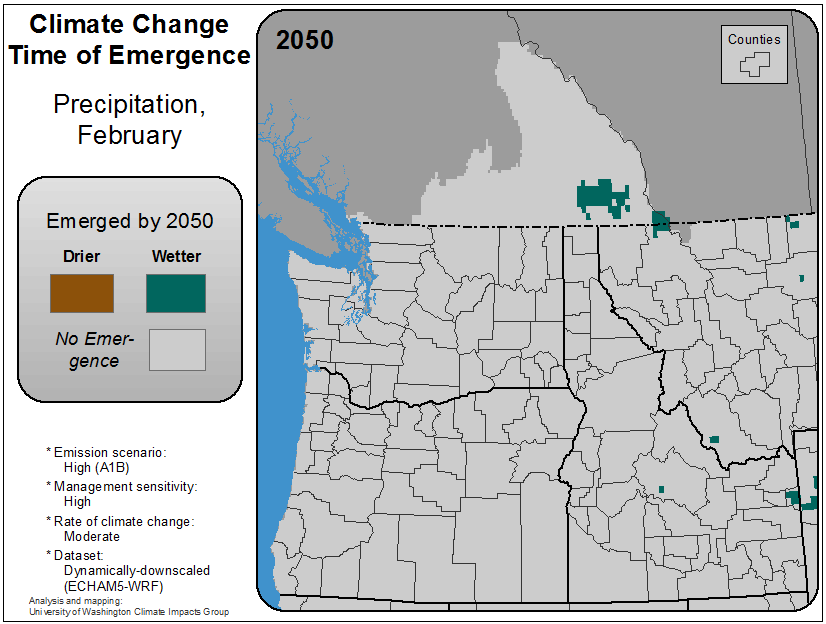 Climate Change
Time of Emergence
Precipitation,
February
Emerged by 2050
Drier Wetter
No Emer-
gence
* Emission scenario:
High (A1B)
* Management sensitivity:
High
* Rate of climate change:
Moderate
* Dataset:
Dynamically-downscaled
(ECHAM5-WRF)
Analysis and mapping:
University of Washington Climate Impacts Group
2050
Counties